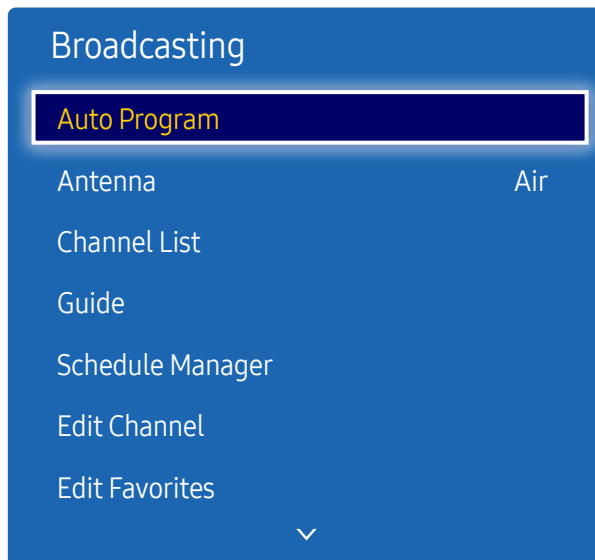 Broadcasting
Auto Program
Antenna Air
Channel List
Guide
Schedule Manager
Edit Channel
Edit Favorites